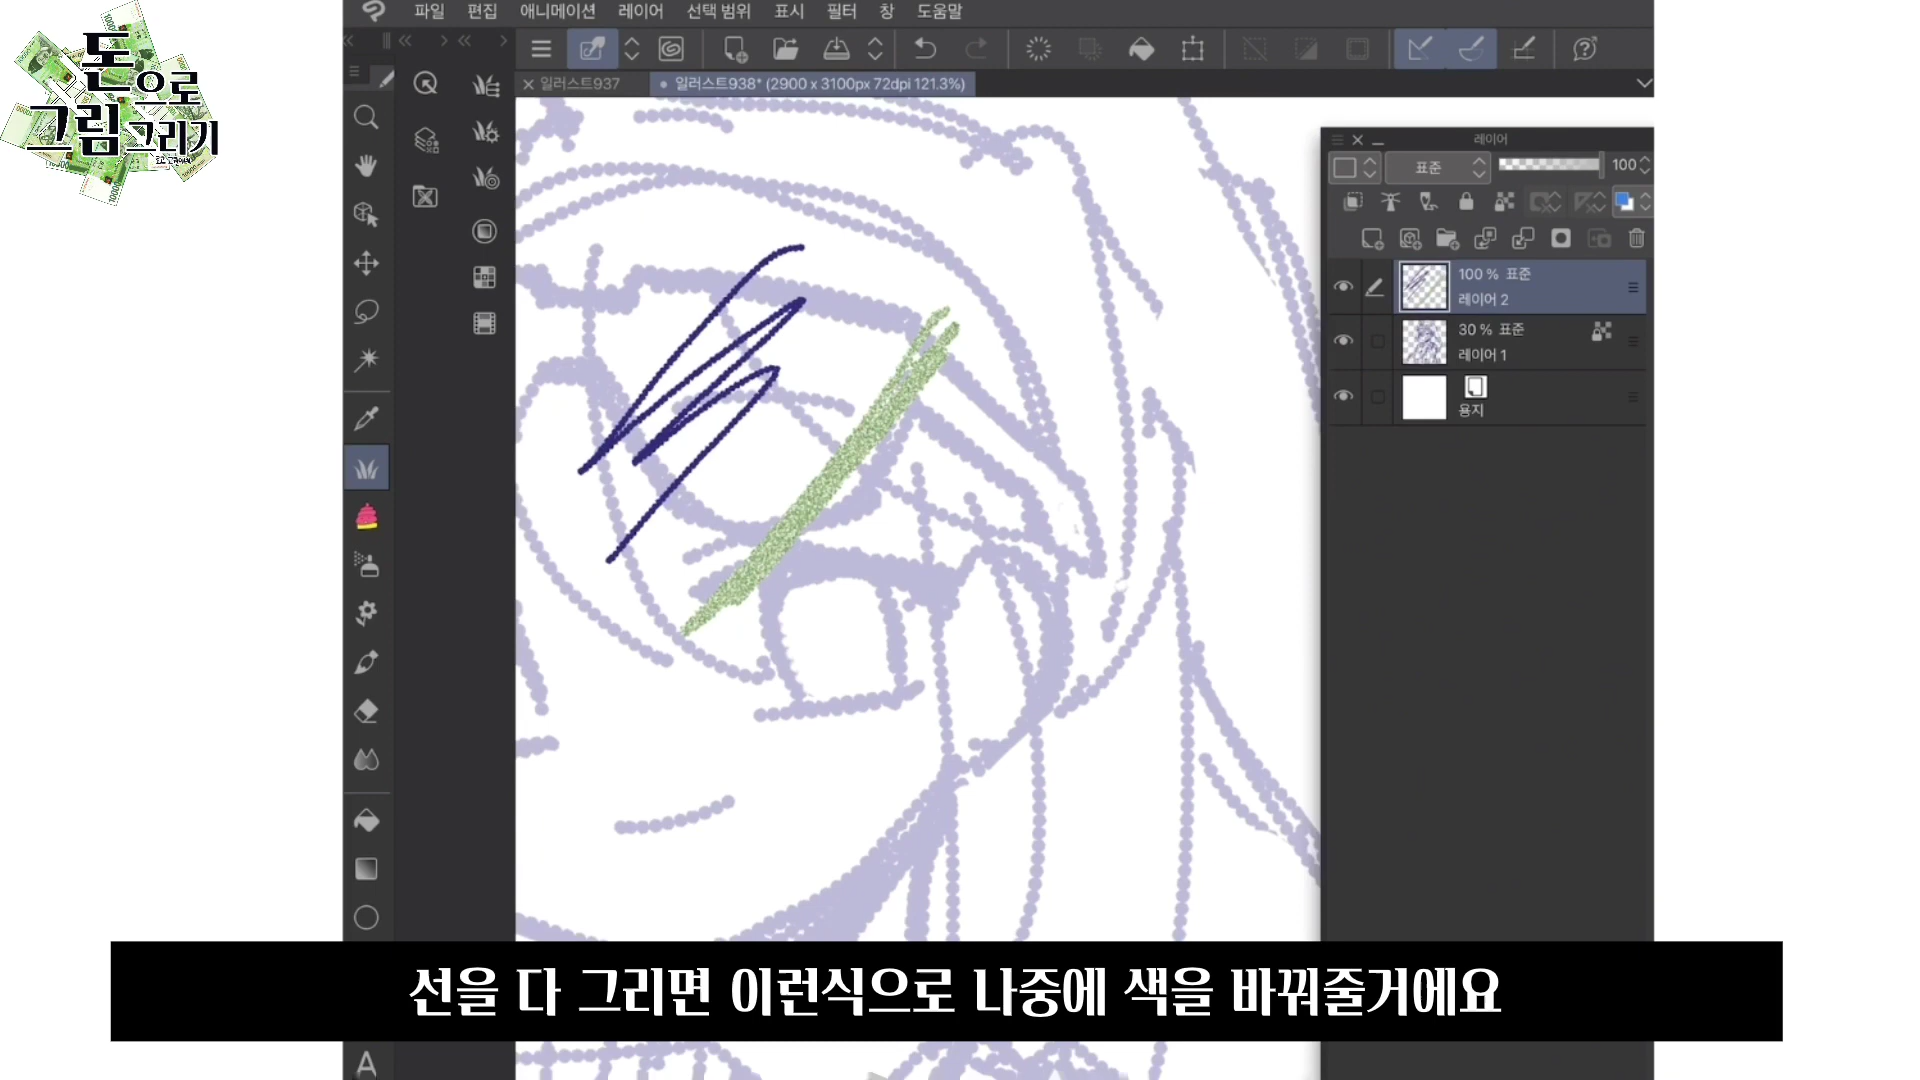 돈으로
그림그리기
파일 편집 애니메이션 레이어 선택 범위 표시 필터 창 도움말
일러스트937
일러스트938* (2900 x 3100px 72dpi 121.3%)
레이어
표준 100
100 % 표준
레이어 2
30 % 표준
레이어 1
용지
선을 다 그리면 이런식으로 나중에 색을 바꿔줄거에요
A